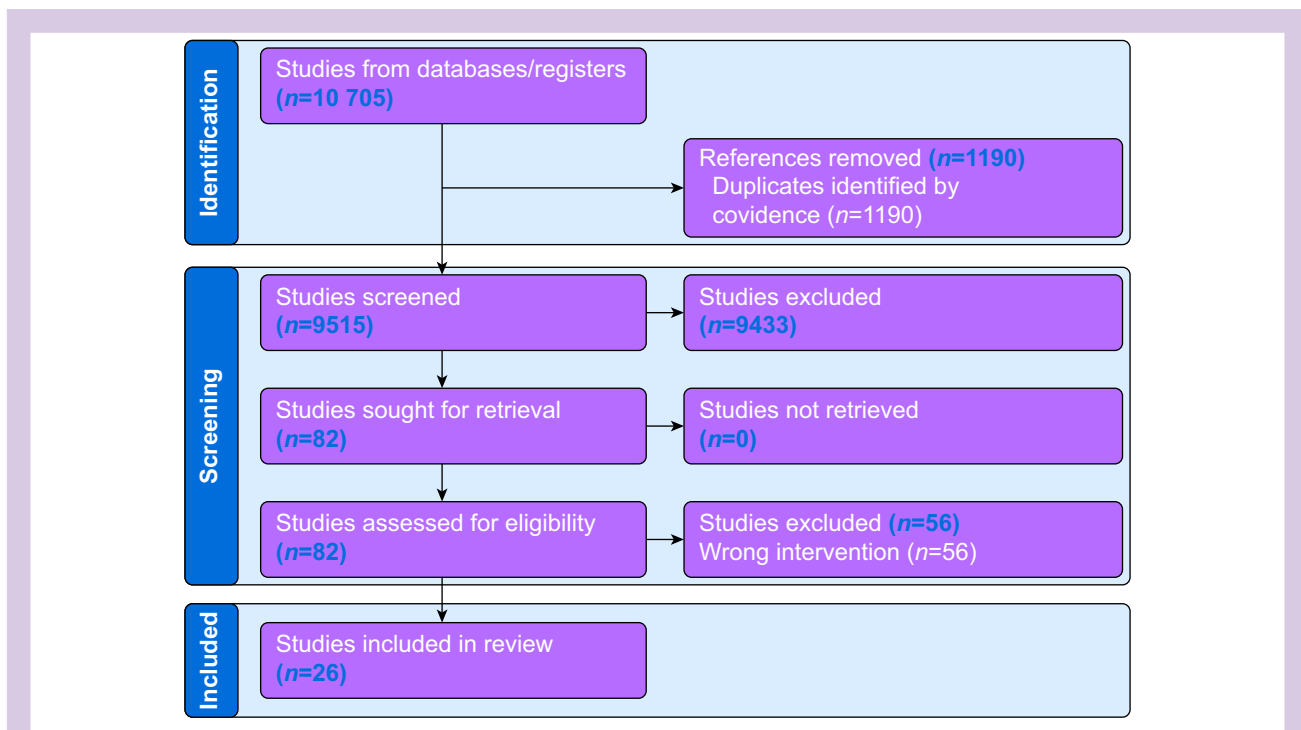 Identification
Studies from databases/registers
(n=10 705)
References removed (n=1190)
Duplicates identified by
covidence (n=1190)
Screening
Studies screened
(n=9515)
Studies excluded
(n=9433)
Studies sought for retrieval
(n=82)
Studies not retrieved
(n=0)
Studies assessed for eligibility
(n=82)
Studies excluded (n=56)
Wrong intervention (n=56)
Included
Studies included in review
(n=26)